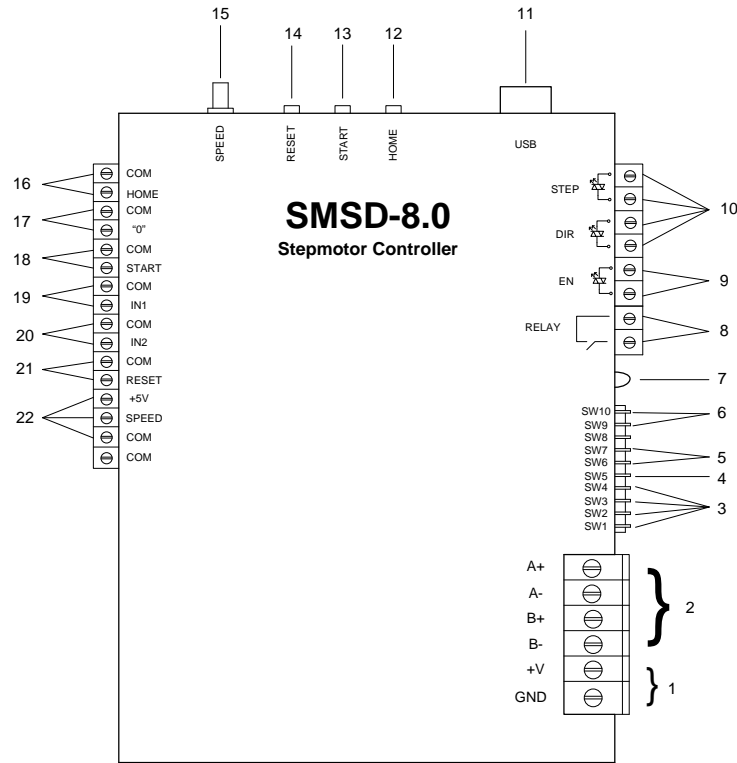 15
14
13
12
11
SPEED
RESET
START
HOME
USB
SMSD-8.0
Stepmotor Controller
16
COM
HOME
17
COM
“0”
18
COM
START
19
COM
IN1
20
COM
IN2
21
COM
RESET
22
+5V
SPEED
COM
COM
STEP
10
DIR
EN
9
RELAY
8
7
SW10
6
SW9
SW8
SW7
5
SW6
SW5
4
SW4
SW3
3
SW2
SW1
A+
A-
2
B+
B-
+V
1
GND